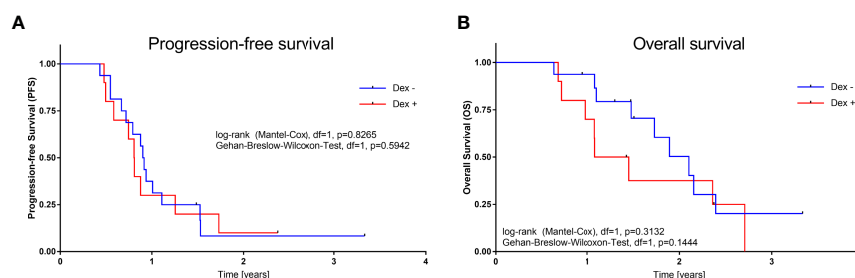 A
Progression-free survival
1.00
0.75
0.50
0.25
0.00
Progression-free Survival (PFS)
Dex -
Dex +
log-rank (Mantel-Cox), df=1, p=0.8265
Gehan-Breslow-Wilcoxon-Test, df=1, p=0.5942
0 1 2 3 4
Time [years]
B
Overall survival
1.00
0.75
0.50
0.25
0.00
Overall Survival (OS)
Dex -
Dex +
log-rank (Mantel-Cox), df=1, p=0.3132
Gehan-Breslow-Wilcoxon-Test, df=1, p=0.1444
0 1 2 3
Time [years]